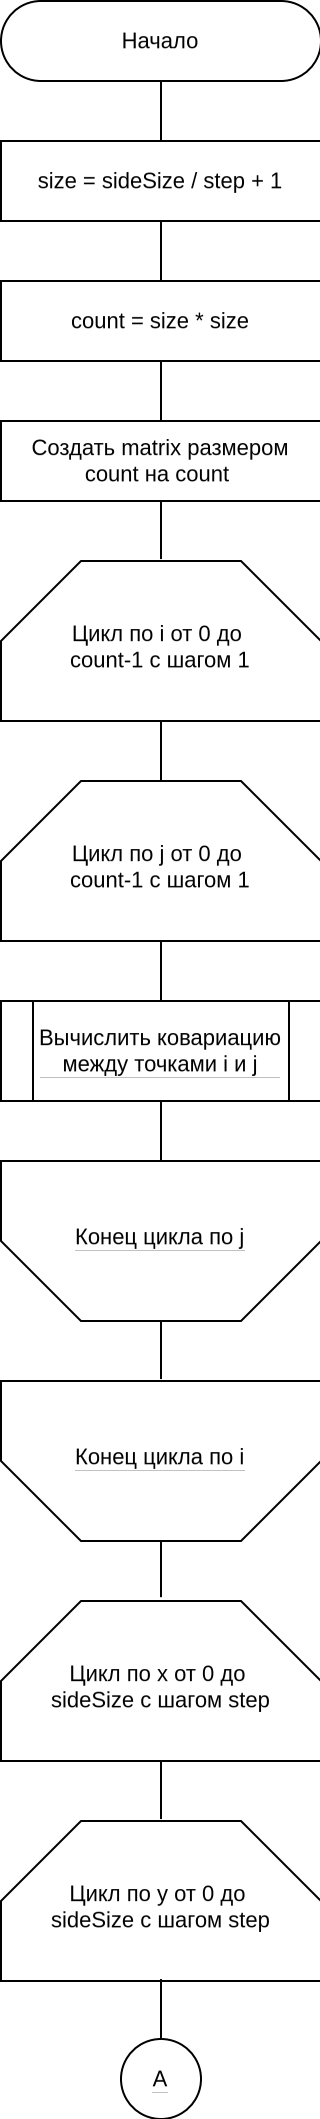 Начало
size = sideSize / step + 1
count = size * size
Создать matrix размером
count на count
Цикл по i от 0 до
count-1 с шагом 1
Цикл по j от 0 до
count-1 с шагом 1
Вычислить ковариацию
между точками i и j
Конец цикла по j
Конец цикла по i
Цикл по x от 0 до
sideSize с шагом step
Цикл по y от 0 до
sideSize с шагом step
А